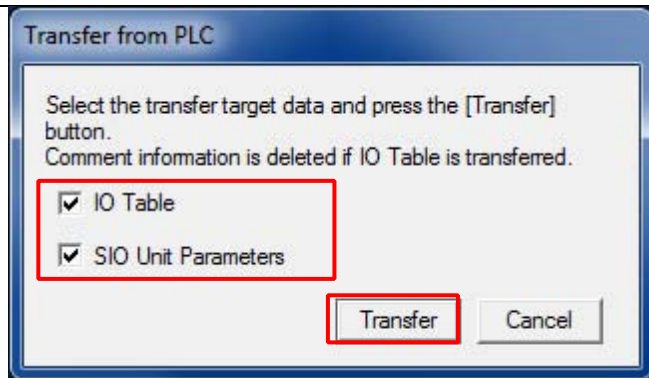 Transfer from PLC
Select the transfer target data and press the [Transfer]
button.
Comment information is deleted if IO Table is transferred.
IO Table
SIO Unit Parameters
Transfer
Cancel